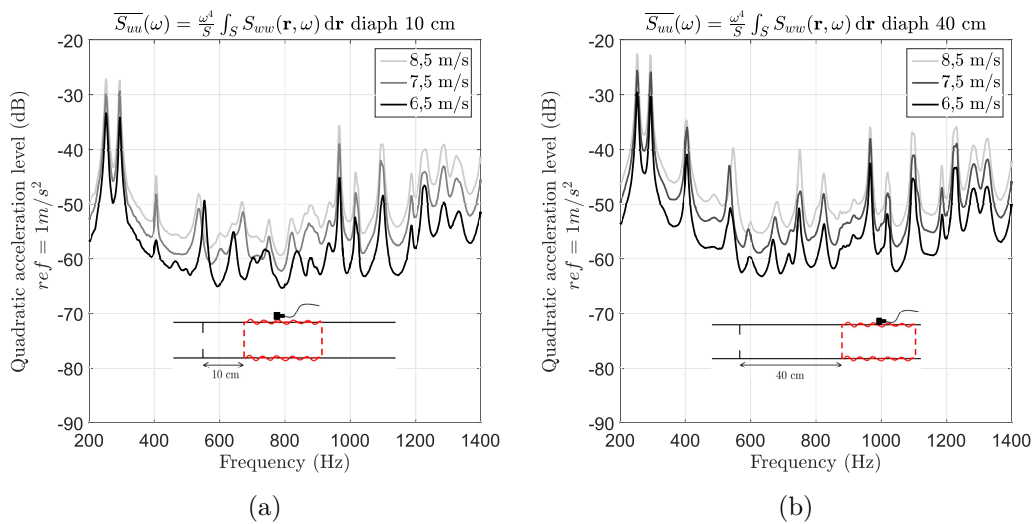 $\overline{S_{uu}}(\omega) = \frac{\omega^4}{S} \int_S S_{ww}(\mathbf{r}, \omega) \, \mathrm{d}\mathbf{r}$ diaph 10 cm
-20
-30
-40
-50
-60
-70
-80
-90
Quadratic acceleration level (dB)
$ref = 1m/s^2$
8,5 m/s
7,5 m/s
6,5 m/s
10 cm
200 400 600 800 1000 1200 1400
Frequency (Hz)
(a)
$\overline{S_{uu}}(\omega) = \frac{\omega^4}{S} \int_S S_{ww}(\mathbf{r}, \omega) \, \mathrm{d}\mathbf{r}$ diaph 40 cm
-20
-30
-40
-50
-60
-70
-80
-90
Quadratic acceleration level (dB)
$ref = 1m/s^2$
8,5 m/s
7,5 m/s
6,5 m/s
40 cm
200 400 600 800 1000 1200 1400
Frequency (Hz)
(b)